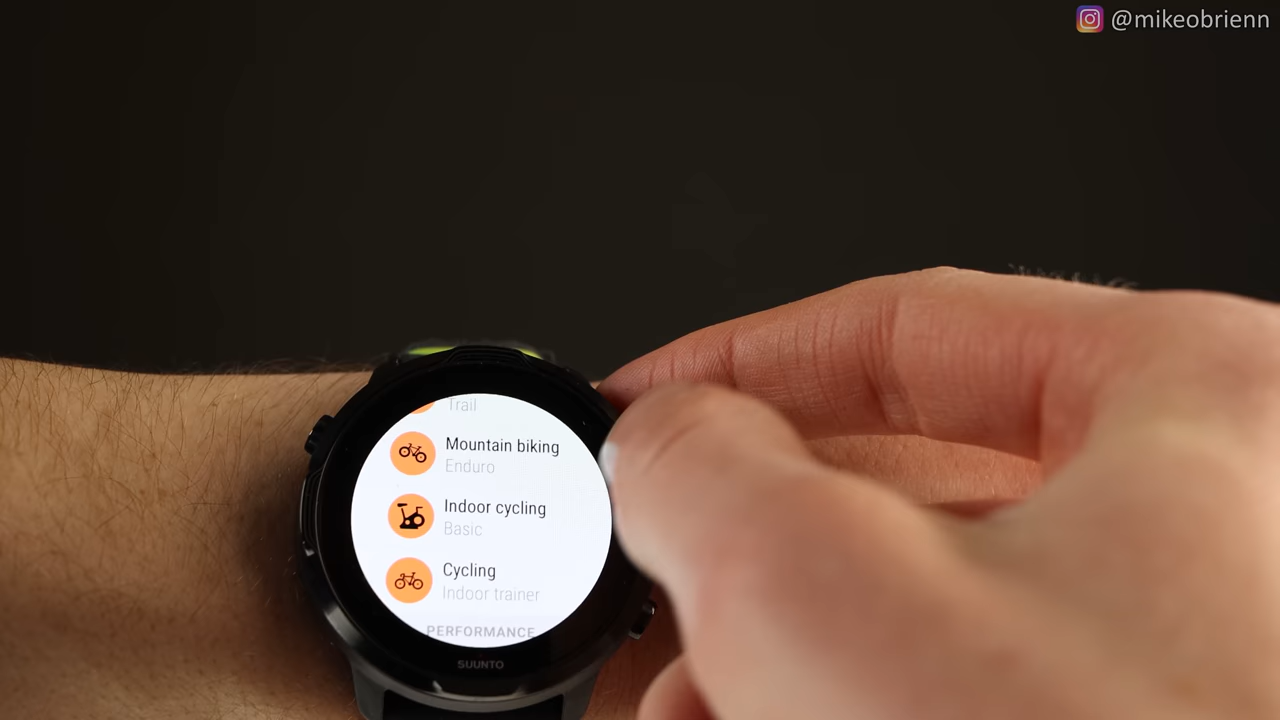 @mikeobrienn
Trail
Mountain biking
Enduro
Indoor cycling
Basic
Cycling
Indoor trainer
PERFORMANCE
SUUNTO